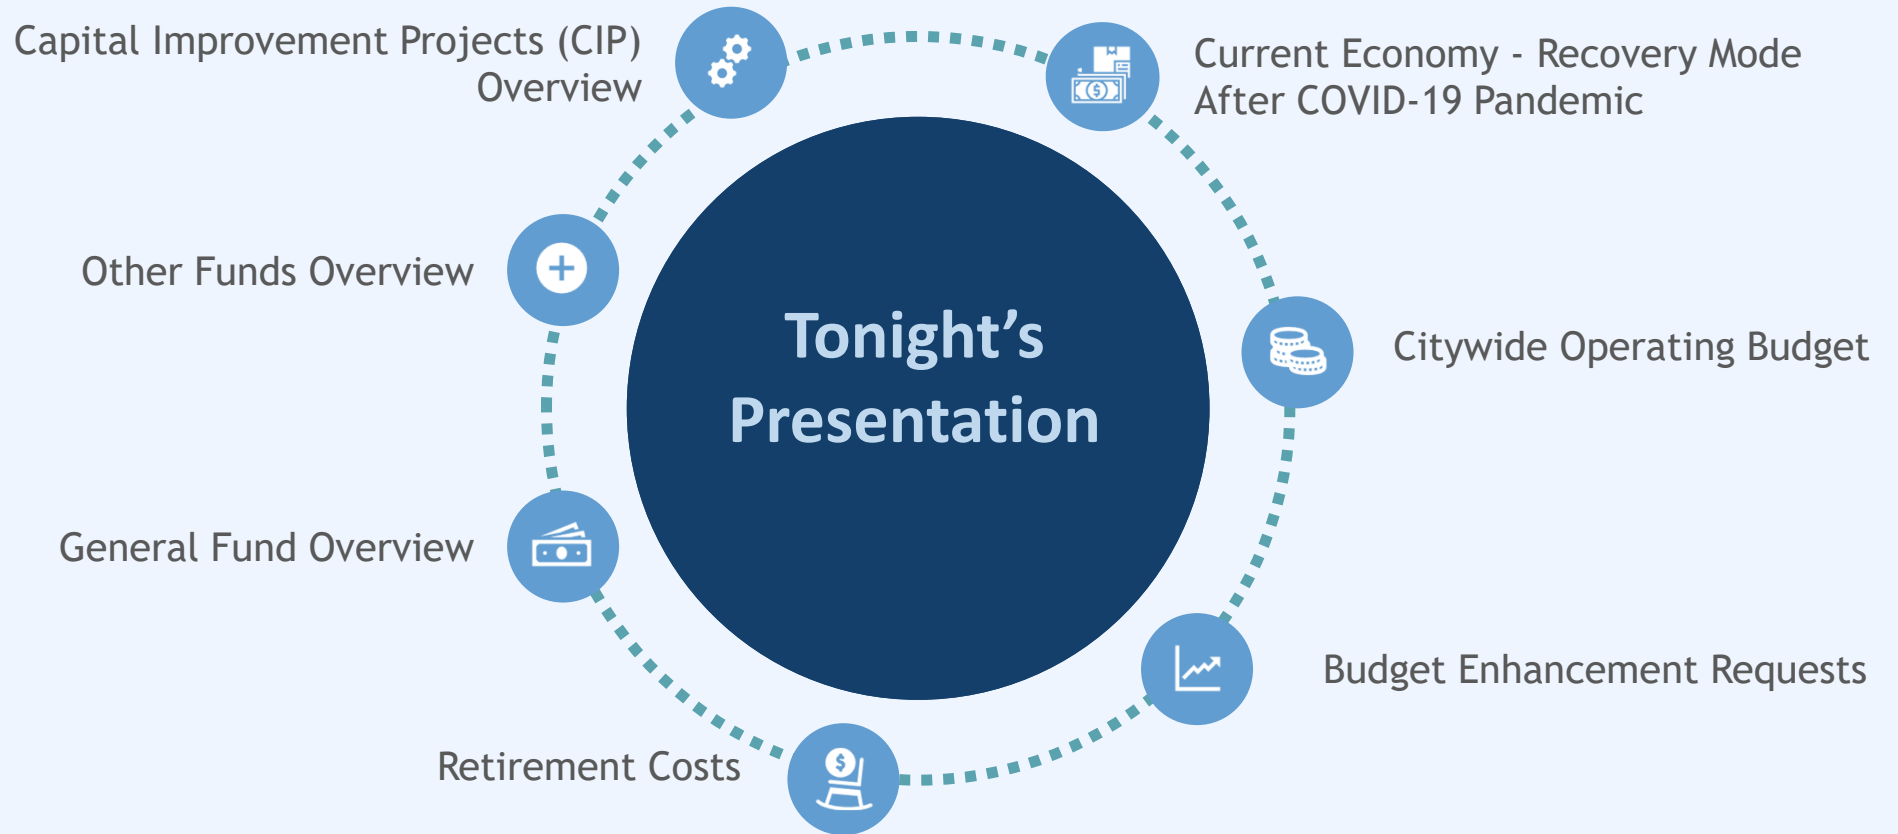 Capital Improvement Projects (CIP)
Overview
Current Economy - Recovery Mode
After COVID-19 Pandemic
Other Funds Overview
Tonight’s
Presentation
Citywide Operating Budget
General Fund Overview
Budget Enhancement Requests
Retirement Costs